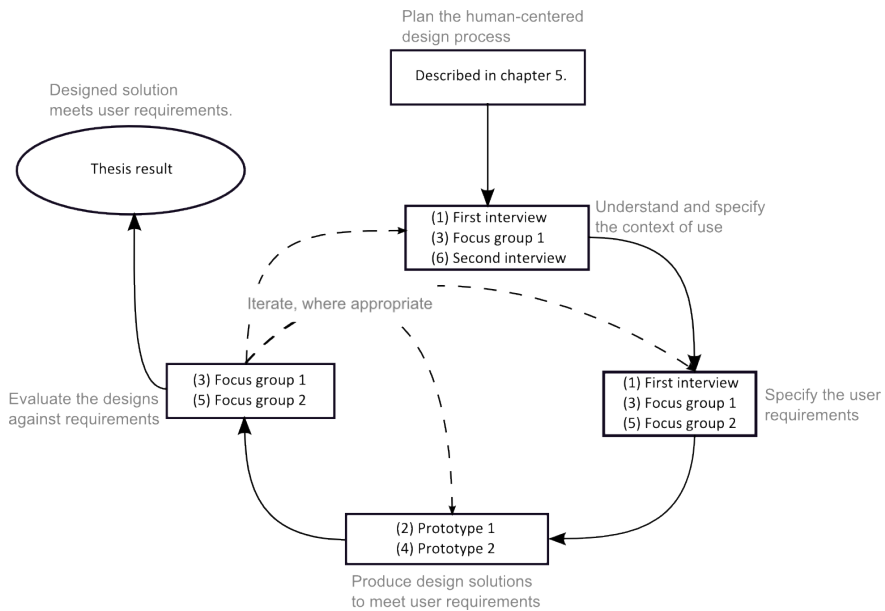 Plan the human-centered
design process
Described in chapter 5.
Designed solution
meets user requirements.
Thesis result
(1) First interview
(3) Focus group 1
(6) Second interview
Understand and specify
the context of use
Iterate, where appropriate
(3) Focus group 1
(5) Focus group 2
Evaluate the designs
against requirements
(1) First interview
(3) Focus group 1
(5) Focus group 2
Specify the user
requirements
(2) Prototype 1
(4) Prototype 2
Produce design solutions
to meet user requirements